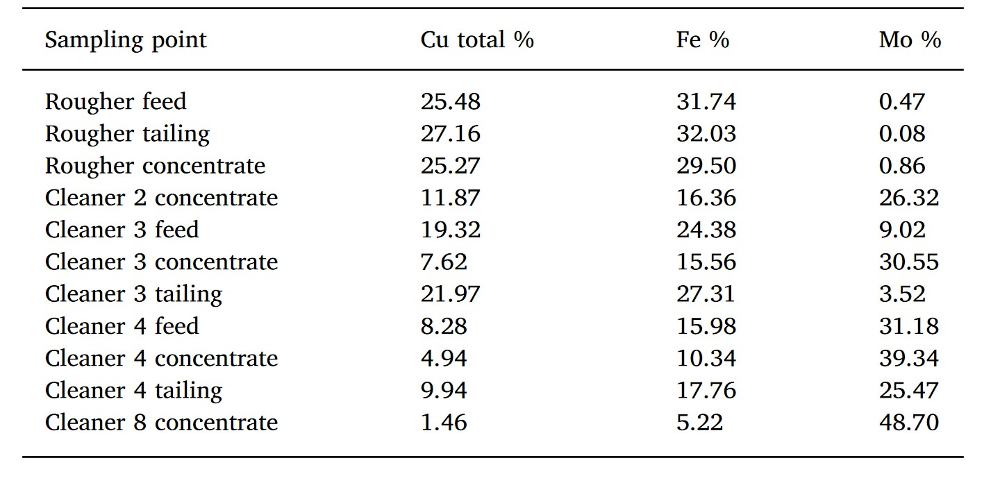 Sampling point Cu total % Fe % Mo %
Rougher feed 25.48 31.74 0.47
Rougher tailing 27.16 32.03 0.08
Rougher concentrate 25.27 29.50 0.86
Cleaner 2 concentrate 11.87 16.36 26.32
Cleaner 3 feed 19.32 24.38 9.02
Cleaner 3 concentrate 7.62 15.56 30.55
Cleaner 3 tailing 21.97 27.31 3.52
Cleaner 4 feed 8.28 15.98 31.18
Cleaner 4 concentrate 4.94 10.34 39.34
Cleaner 4 tailing 9.94 17.76 25.47
Cleaner 8 concentrate 1.46 5.22 48.70